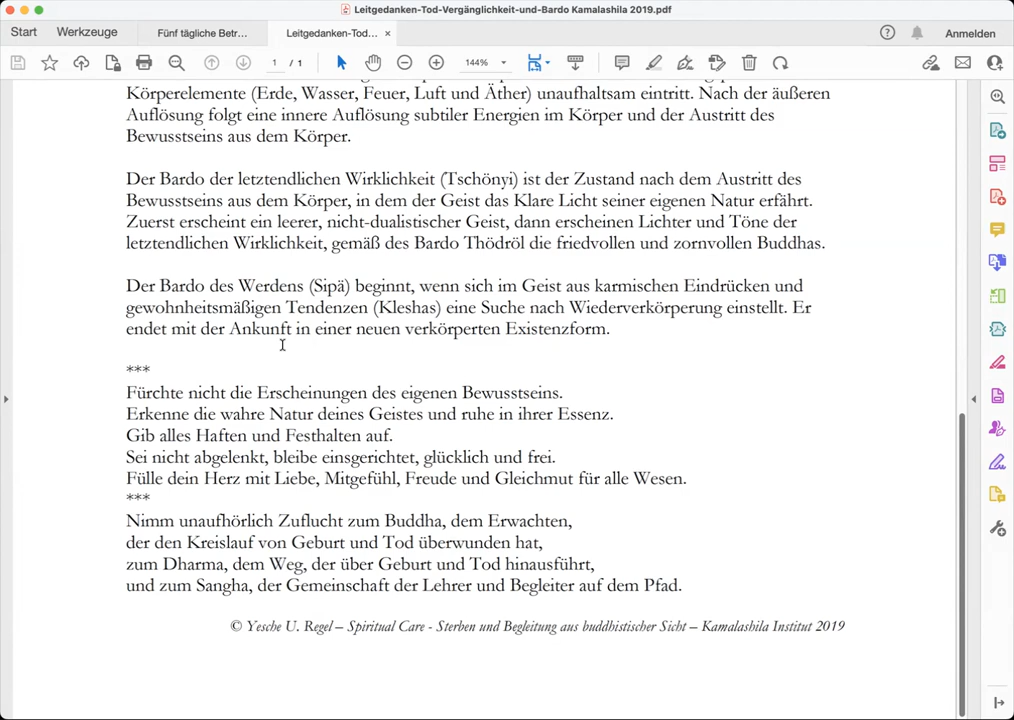 Leitgedanken-Tod-Vergänglichkeit-und-Bardo Kamalashila 2019.pdf
Start Werkzeuge Fünf tägliche Betr... Leitgedanken-Tod... × Anmelden
1 / 1 144%
Körperelemente (Erde, Wasser, Feuer, Luft und Äther) unaufhaltsam eintritt. Nach der äußeren
Auflösung folgt eine innere Auflösung subtiler Energien im Körper und der Austritt des
Bewusstseins aus dem Körper.
Der Bardo der letztendlichen Wirklichkeit (Tschönyi) ist der Zustand nach dem Austritt des
Bewusstseins aus dem Körper, in dem der Geist das Klare Licht seiner eigenen Natur erfährt.
Zuerst erscheint ein leerer, nicht-dualistischer Geist, dann erscheinen Lichter und Töne der
letztendlichen Wirklichkeit, gemäß des Bardo Thödröl die friedvollen und zornvollen Buddhas.
Der Bardo des Werdens (Sipä) beginnt, wenn sich im Geist aus karmischen Eindrücken und
gewohnheitsmäßigen Tendenzen (Kleshas) eine Suche nach Wiederverkörperung einstellt. Er
endet mit der Ankunft in einer neuen verkörperten Existenzform.
***
Fürchte nicht die Erscheinungen des eigenen Bewusstseins.
Erkenne die wahre Natur deines Geistes und ruhe in ihrer Essenz.
Gib alles Haften und Festhalten auf.
Sei nicht abgelenkt, bleibe einsgerichtet, glücklich und frei.
Fülle dein Herz mit Liebe, Mitgefühl, Freude und Gleichmut für alle Wesen.
***
Nimm unaufhörlich Zuflucht zum Buddha, dem Erwachten,
der den Kreislauf von Geburt und Tod überwunden hat,
zum Dharma, dem Weg, der über Geburt und Tod hinausführt,
und zum Sangha, der Gemeinschaft der Lehrer und Begleiter auf dem Pfad.
© Yesche U. Regel – Spiritual Care - Sterben und Begleitung aus buddhistischer Sicht – Kamalashila Institut 2019